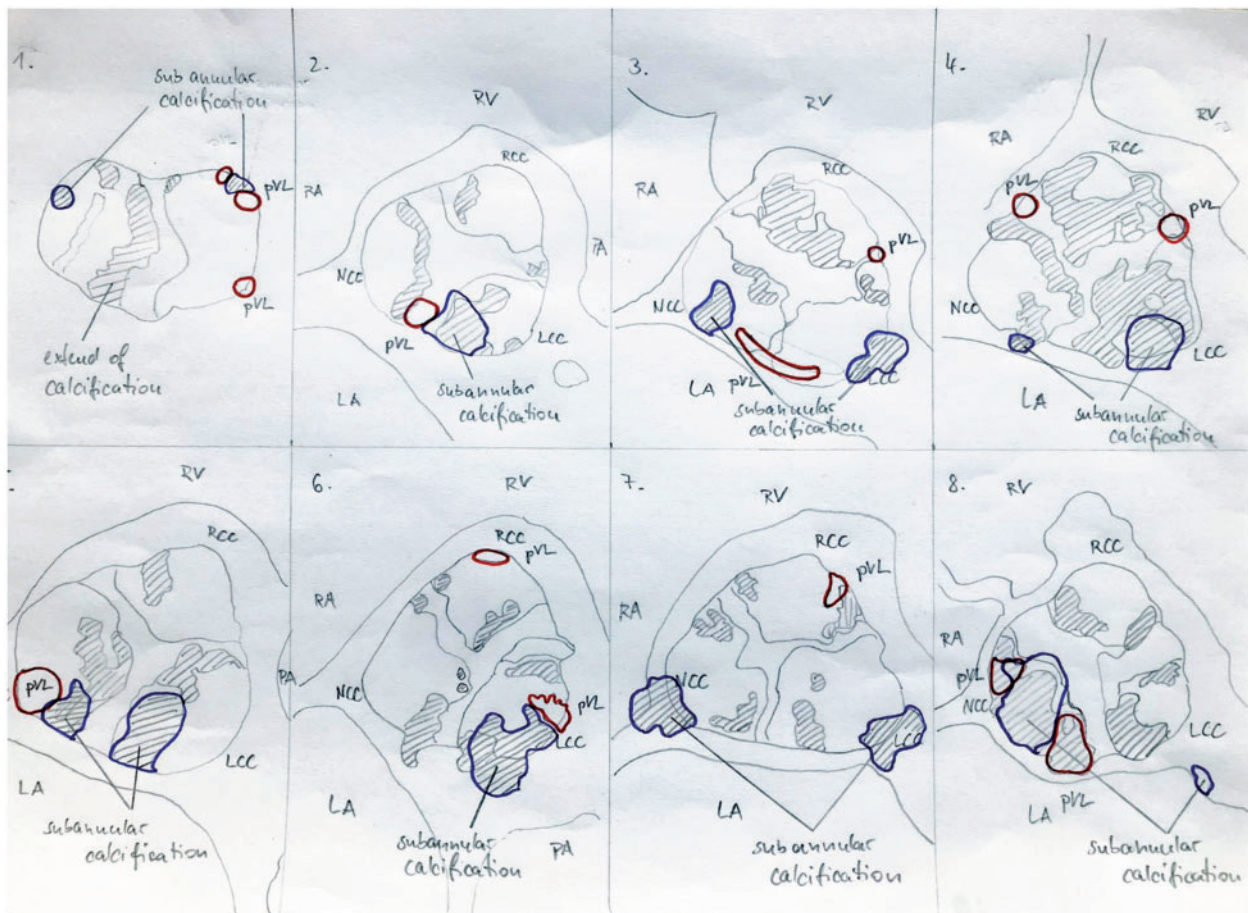 1.
subannular
calcification
pVL
pVL
extend of
calcification
2.
RV
RCC
RA
PA
NCC
pVL
LCC
LA
subannular
calcification
3.
RV
RCC
RA
pVL
NCC
LCC
LA
pVL
subannular
calcification
4.
RA
RV
RCC
pVL
pVL
NCC
LCC
LA
subannular
calcification
RV
RCC
pVL
PA
LCC
LA
subannular
calcification
6.
RV
RCC
pVL
RA
NCC
pVL
LCC
LA
subannular
calcification
PA
7.
RV
RCC
pVL
RA
NCC
LCC
LA
subannular
calcification
8.
RV
RCC
RA
pVL
NCC
LCC
LA
pVL
subannular
calcification